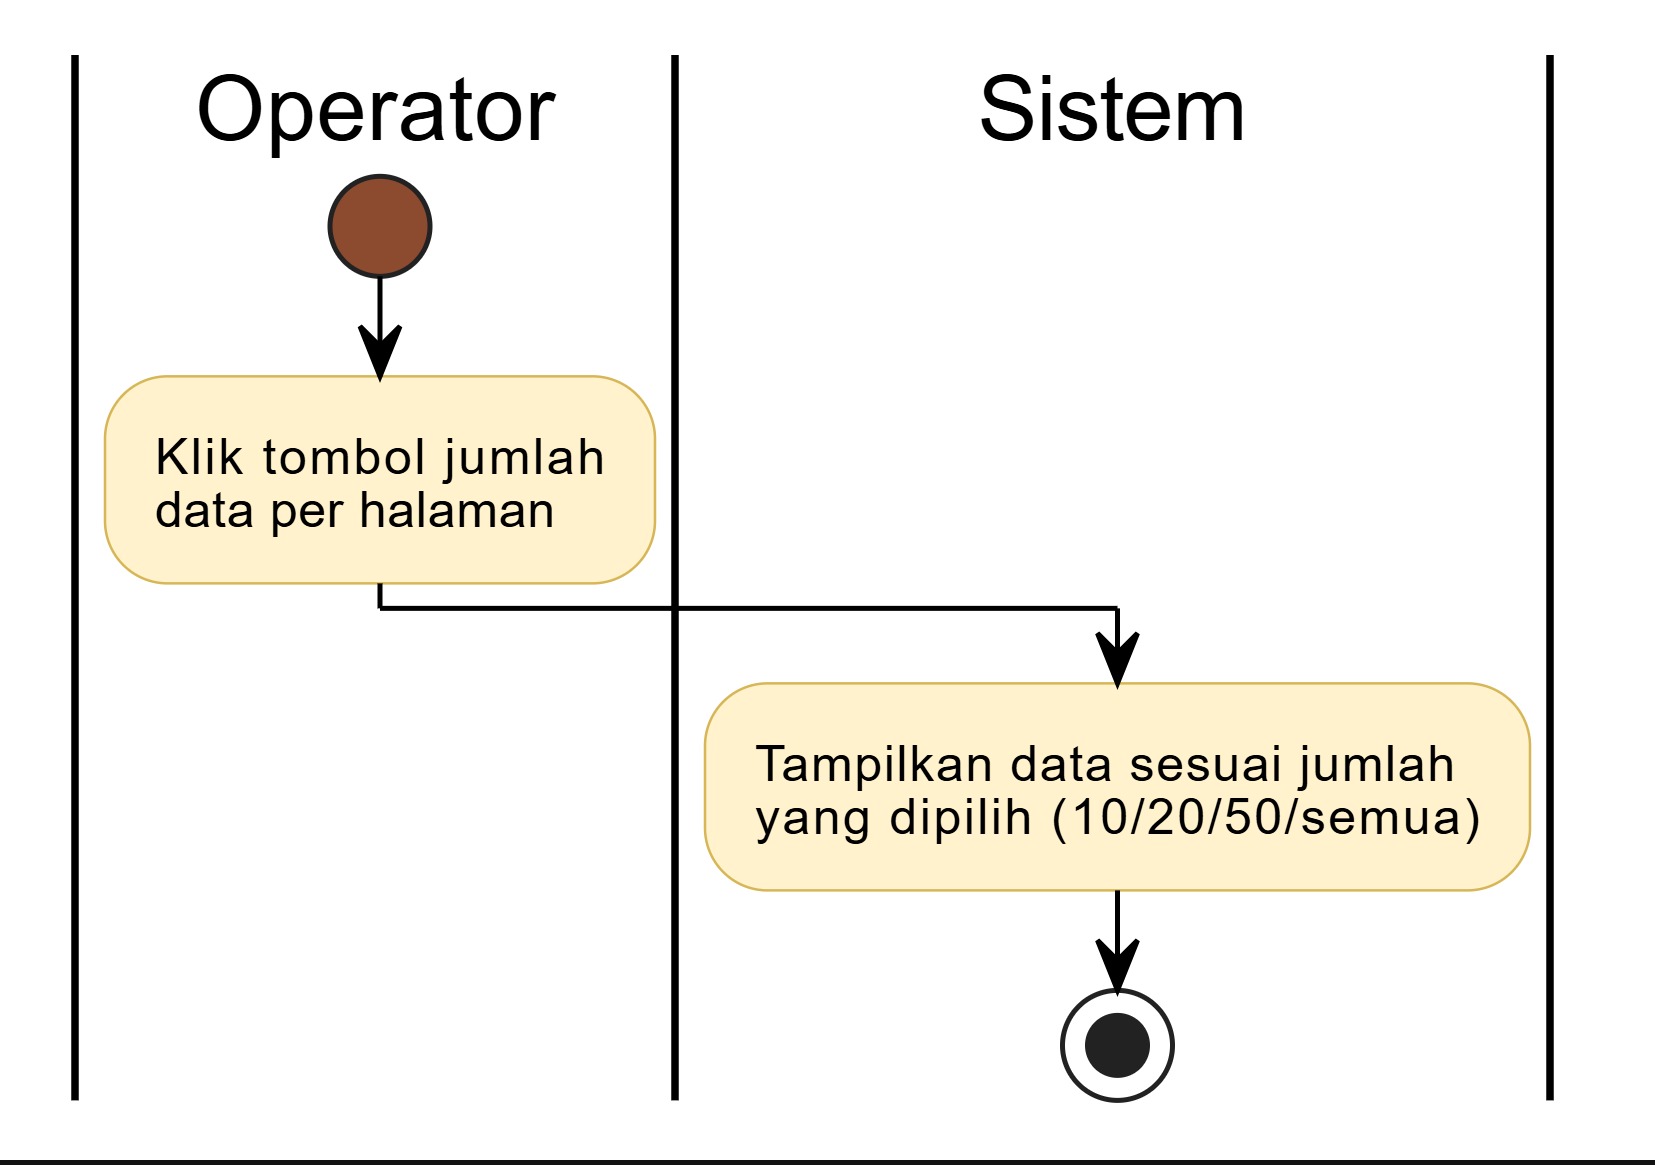 Operator
Sistem
Klik tombol jumlah
data per halaman
Tampilkan data sesuai jumlah
yang dipilih (10/20/50/semua)